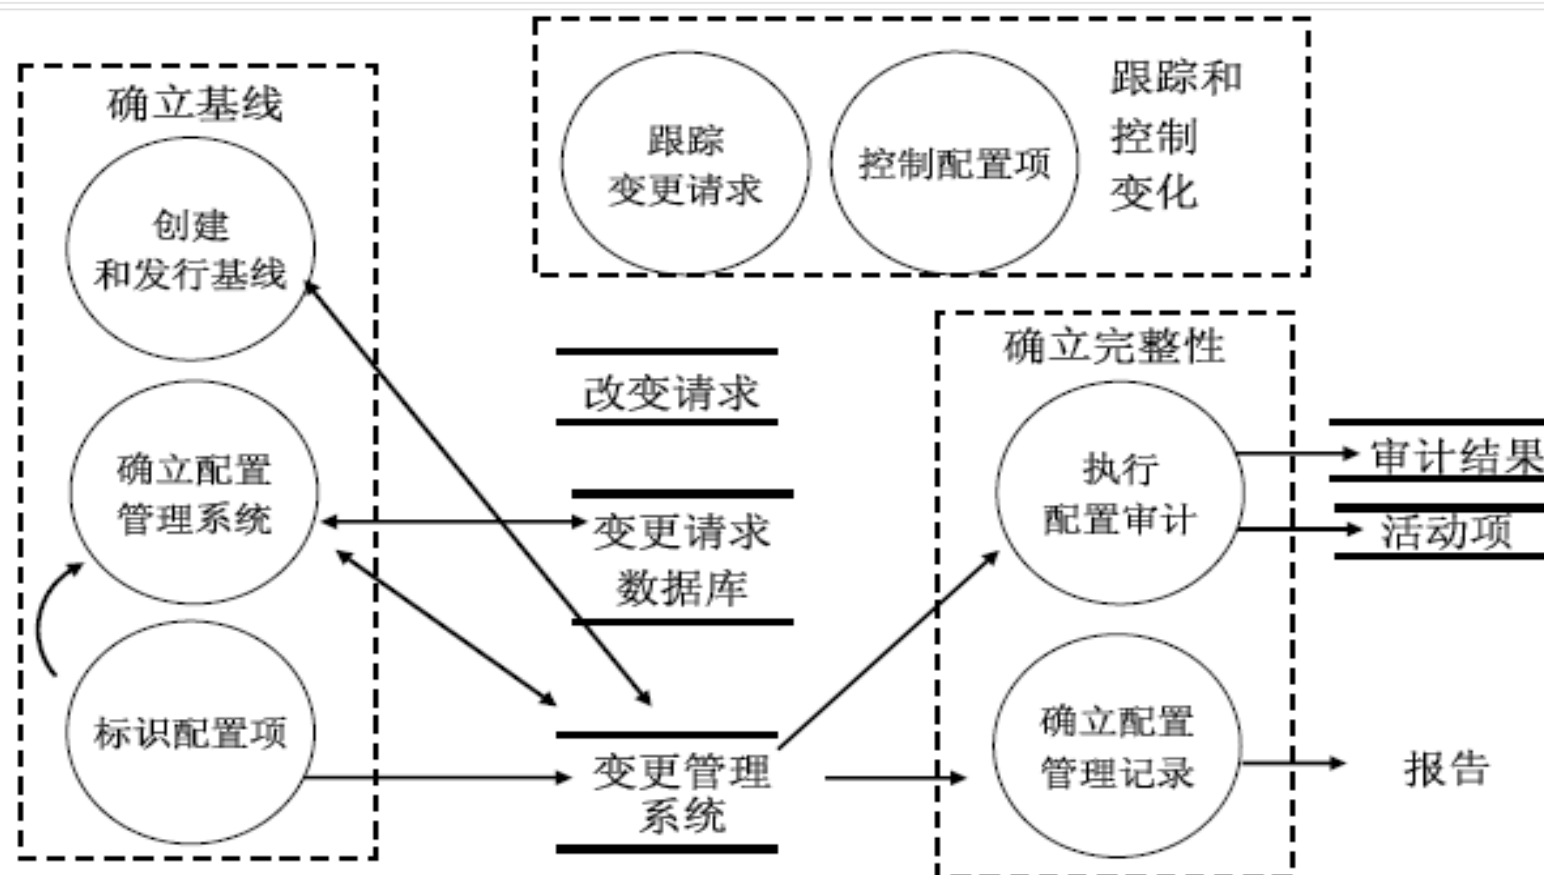 确立基线
创建
和发行基线
确立配置
管理系统
标识配置项
跟踪
变更请求
控制配置项
跟踪和
控制
变化
改变请求
变更请求
数据库
变更管理
系统
确立完整性
执行
配置审计
确立配置
管理记录
审计结果
活动项
报告